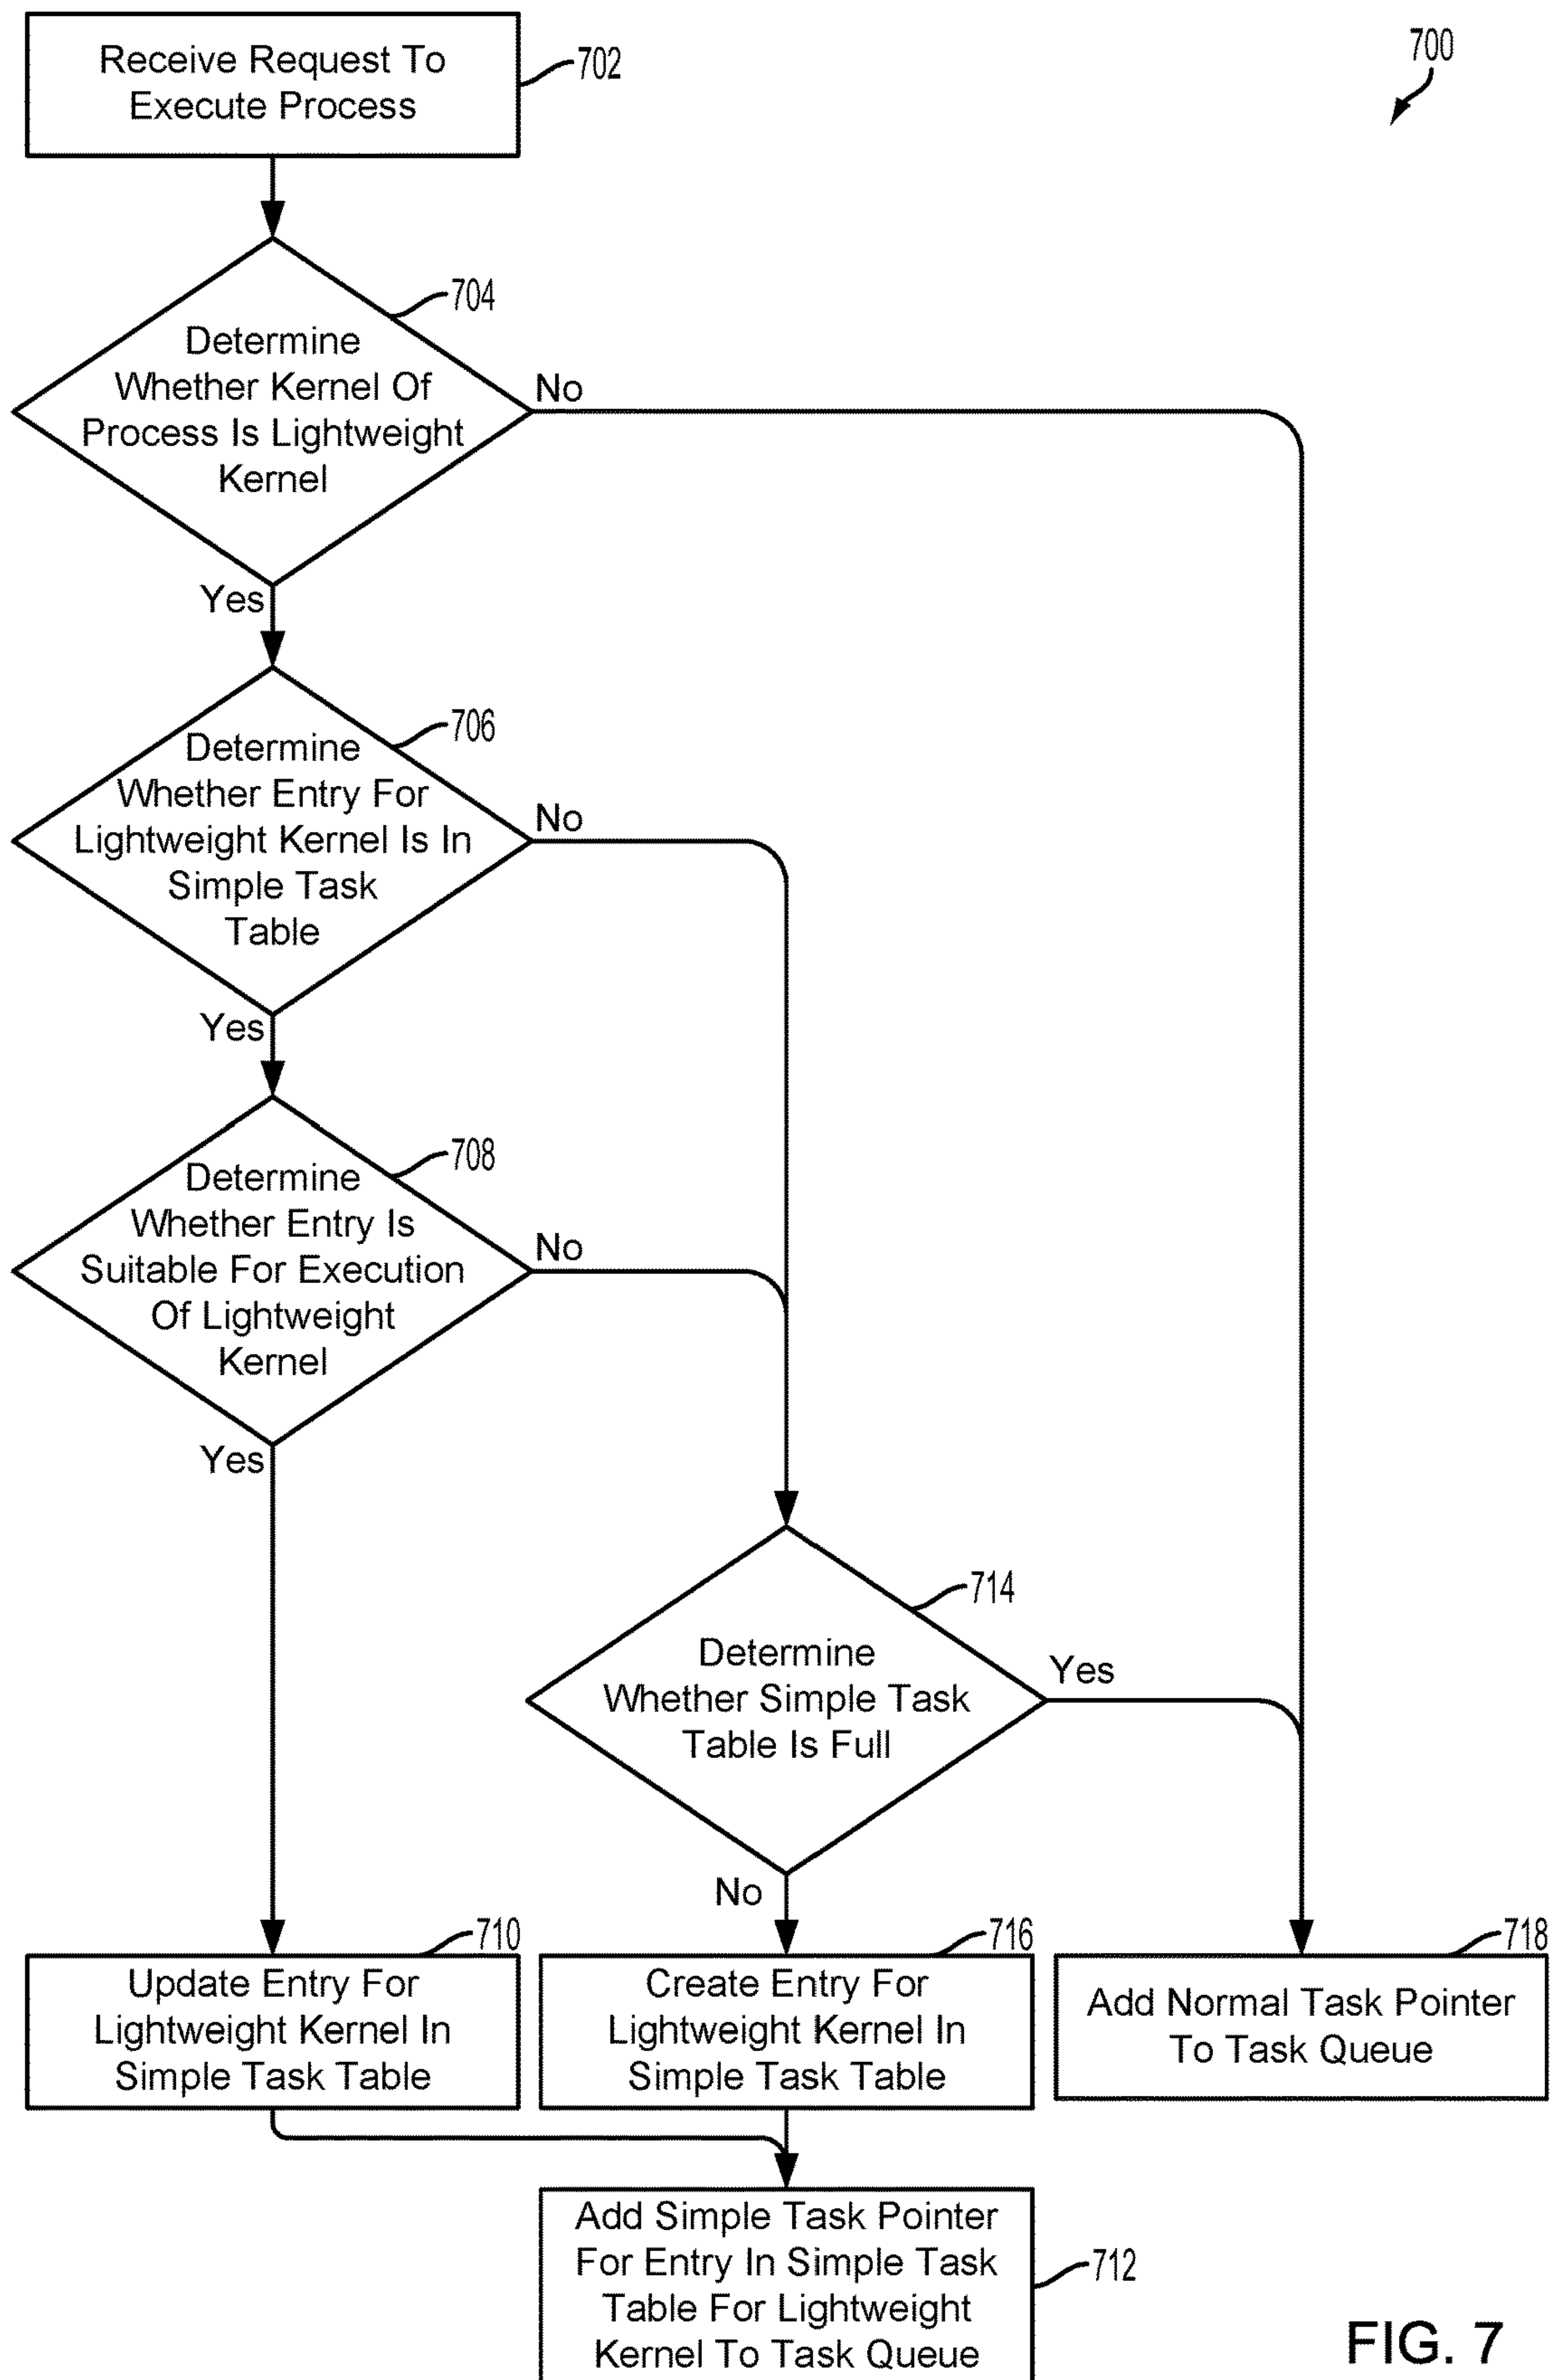 Receive Request To
Execute Process
702
700
704
Determine
Whether Kernel Of
Process Is Lightweight
Kernel
No
Yes
706
Determine
Whether Entry For
Lightweight Kernel Is In
Simple Task
Table
No
Yes
708
Determine
Whether Entry Is
Suitable For Execution
Of Lightweight
Kernel
No
Yes
714
Determine
Whether Simple Task
Table Is Full
Yes
No
710
Update Entry For
Lightweight Kernel In
Simple Task Table
716
Create Entry For
Lightweight Kernel In
Simple Task Table
718
Add Normal Task Pointer
To Task Queue
Add Simple Task Pointer
For Entry In Simple Task
Table For Lightweight
Kernel To Task Queue
712
FIG. 7